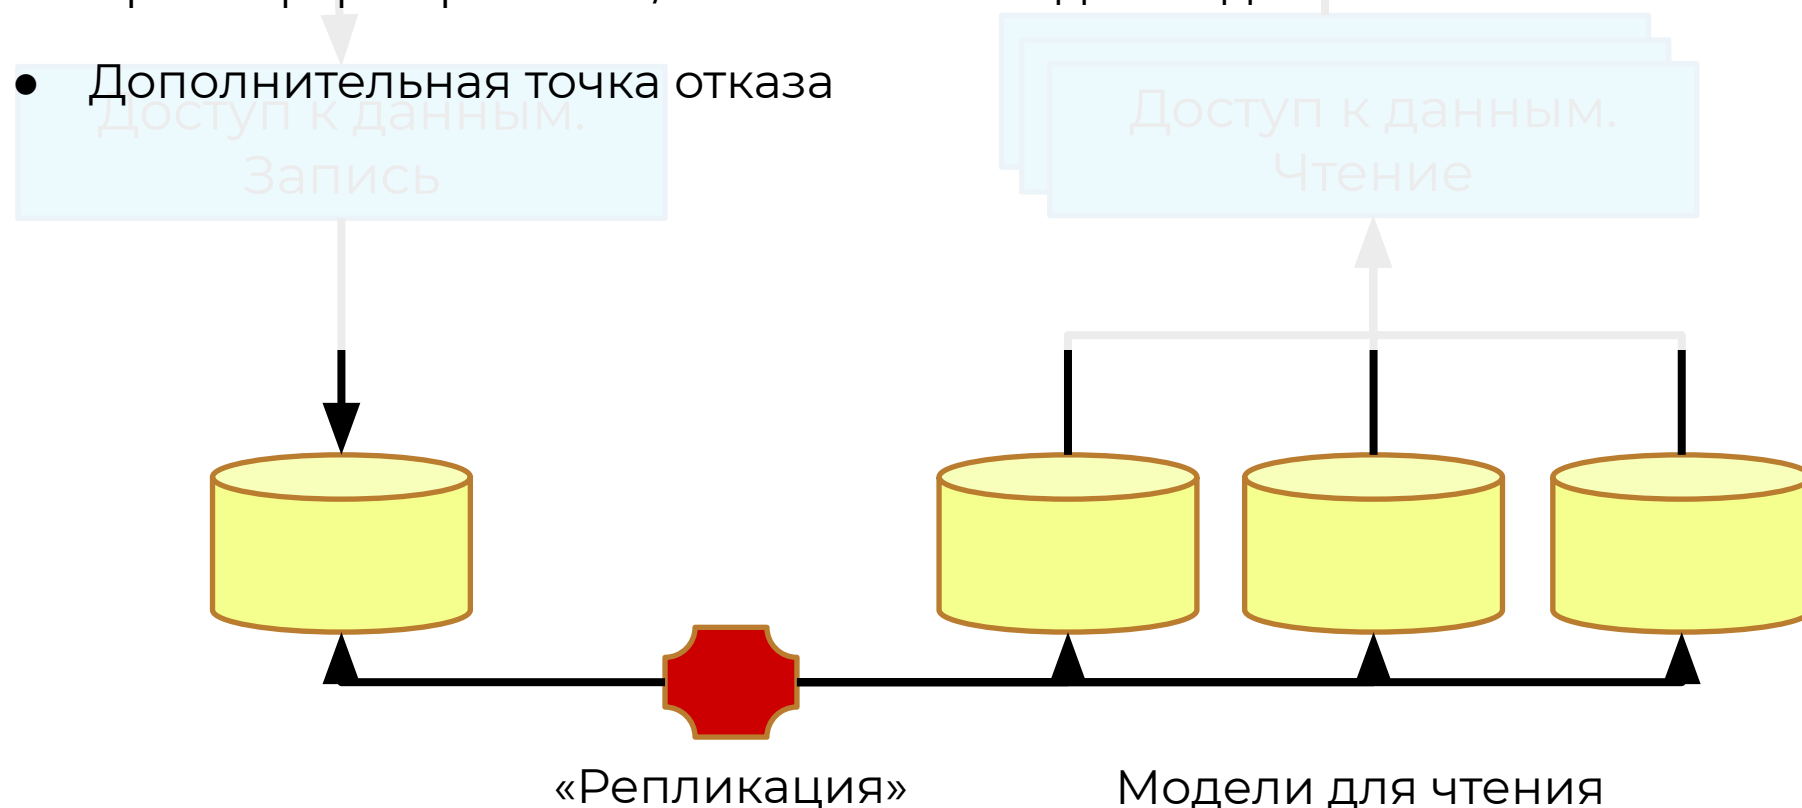 ● Дополнительная точка отказа
Доступ к данным.
Запись
Доступ к данным.
Чтение
«Репликация»
Модели для чтения